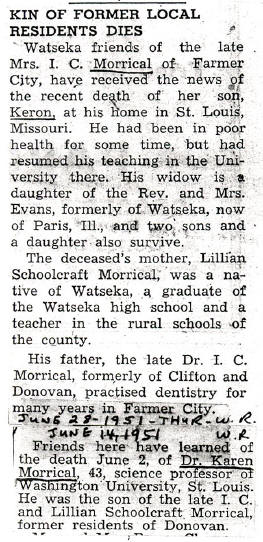 KIN OF FORMER LOCAL
RESIDENTS DIES
Watseka friends of the late
Mrs. I. C. Morrical of Farmer
City, have received the news of
the recent death of her son,
Keron, at his home in St. Louis,
Missouri. He had been in poor
health for some time, but had
resumed his teaching in the Uni-
versity there. His widow is a
daughter of the Rev. and Mrs.
Evans, formerly of Watseka, now
of Paris, Ill., and two sons and
a daughter also survive.
The deceased's mother, Lillian
Schoolcraft Morrical, was a na-
tive of Watseka, a graduate of
the Watseka high school and a
teacher in the rural schools of
the county.
His father, the late Dr. I. C.
Morrical, formerly of Clifton and
Donovan, practised dentistry for
many years in Farmer City.
JUNE 28-1951-THUR-W.R.
JUNE 14, 1951 W.R.
Friends here have learned of
the death June 2, of Dr. Karen
Morrical, 43, science professor of
Washington University, St. Louis.
He was the son of the late I. C.
and Lillian Schoolcraft Morrical,
former residents of Donovan.